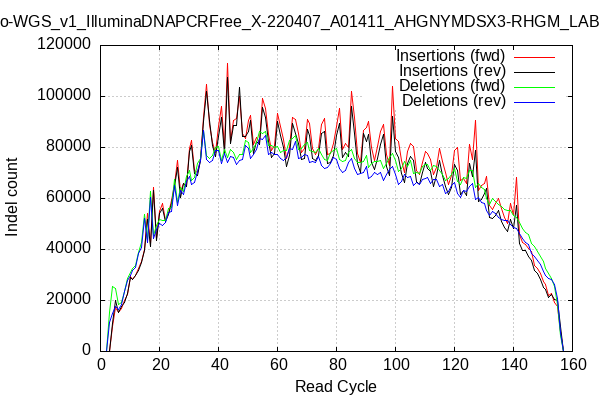 o-WGS_v1_IlluminaDNAPCRFree_X-220407_A01411_AHGNYMDSX3-RHGM_LAB
Insertions (fwd)
Insertions (rev)
Deletions (fwd)
Deletions (rev)
120000
100000
80000
60000
40000
20000
0
Indel count
0 20 40 60 80 100 120 140 160
Read Cycle